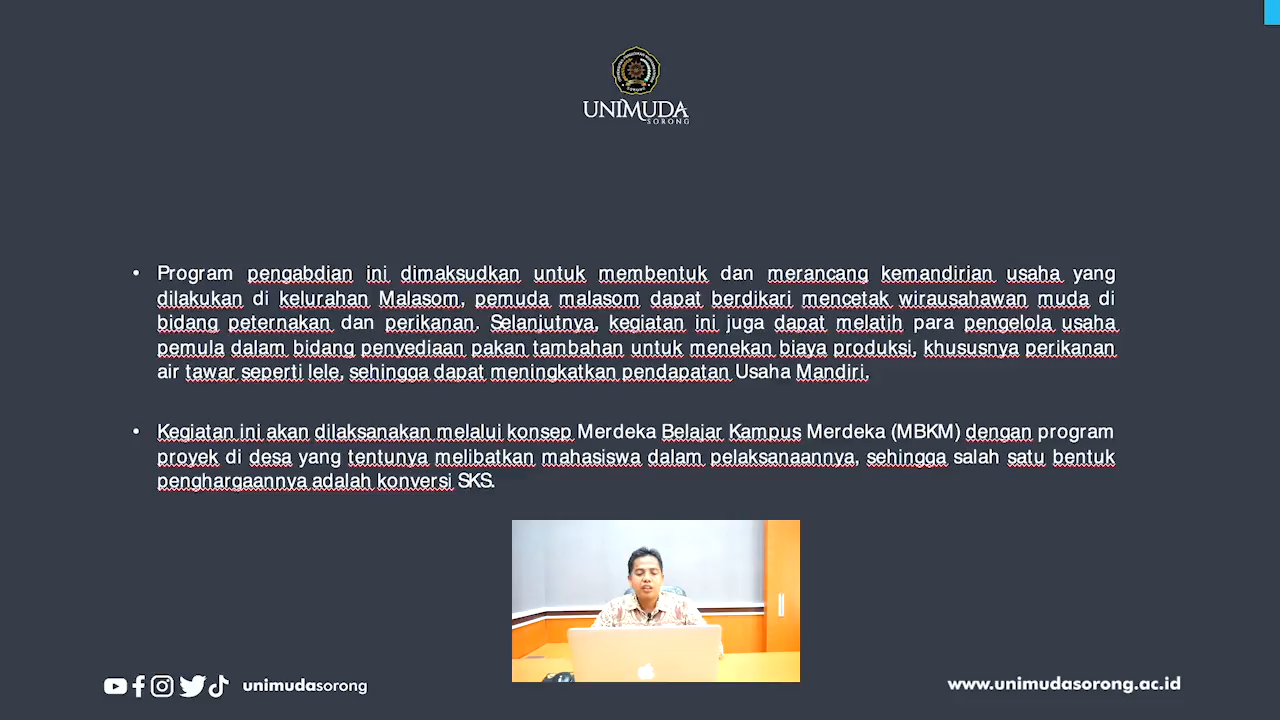 UNIMUDA
SORONG
• Program pengabdian ini dimaksudkan untuk membentuk dan merancang kemandirian usaha yang
dilakukan di kelurahan Malasom, pemuda malasom dapat berdikari mencetak wirausahawan muda di
bidang peternakan dan perikanan. Selanjutnya, kegiatan ini juga dapat melatih para pengelola usaha
pemula dalam bidang penyediaan pakan tambahan untuk menekan biaya produksi, khususnya perikanan
air tawar seperti lele, sehingga dapat meningkatkan pendapatan Usaha Mandiri.
• Kegiatan ini akan dilaksanakan melalui konsep Merdeka Belajar Kampus Merdeka (MBKM) dengan program
proyek di desa yang tentunya melibatkan mahasiswa dalam pelaksanaannya, sehingga salah satu bentuk
penghargaannya adalah konversi SKS.
unimudasorong
www.unimudasorong.ac.id